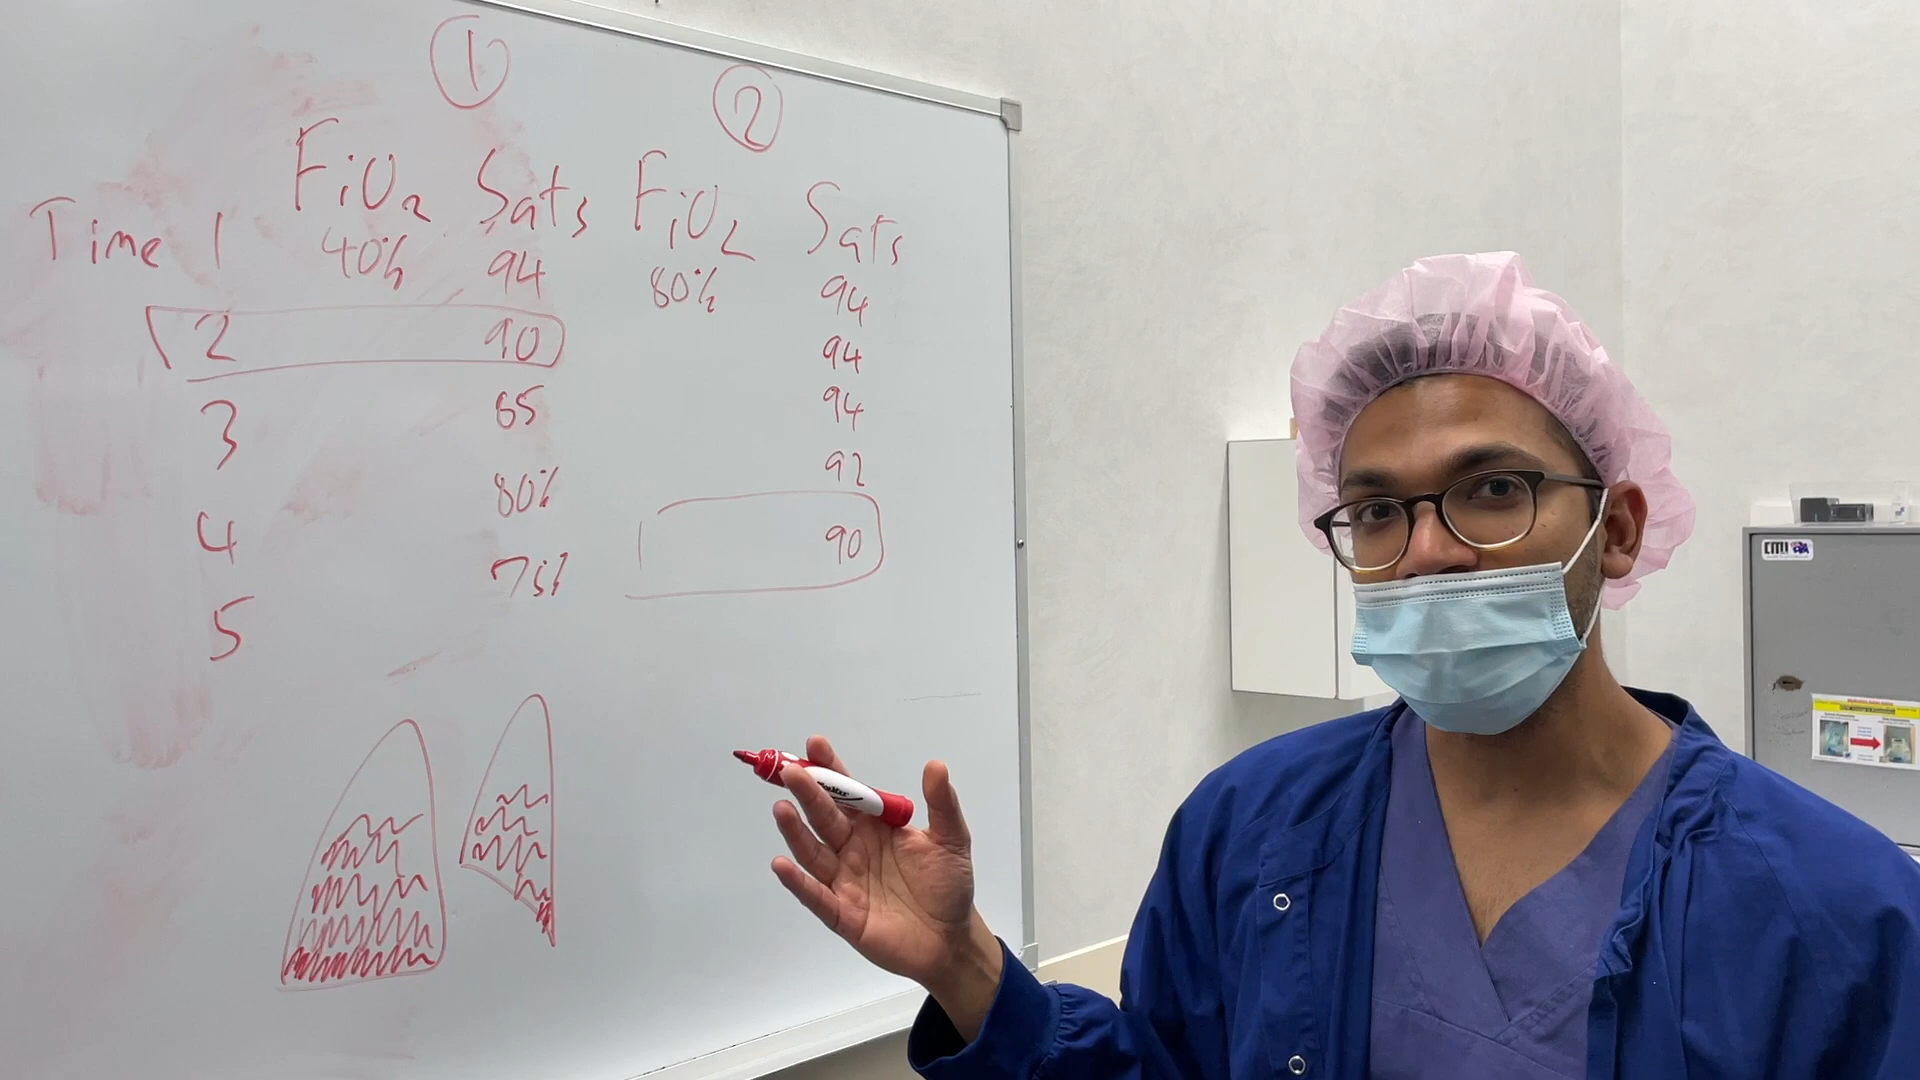 ① ②
FiO₂ Sats FiO₂ Sats
Time 1 40% 94 80% 94
2 90 94
3 85 94
4 80% 92
5 75% 90